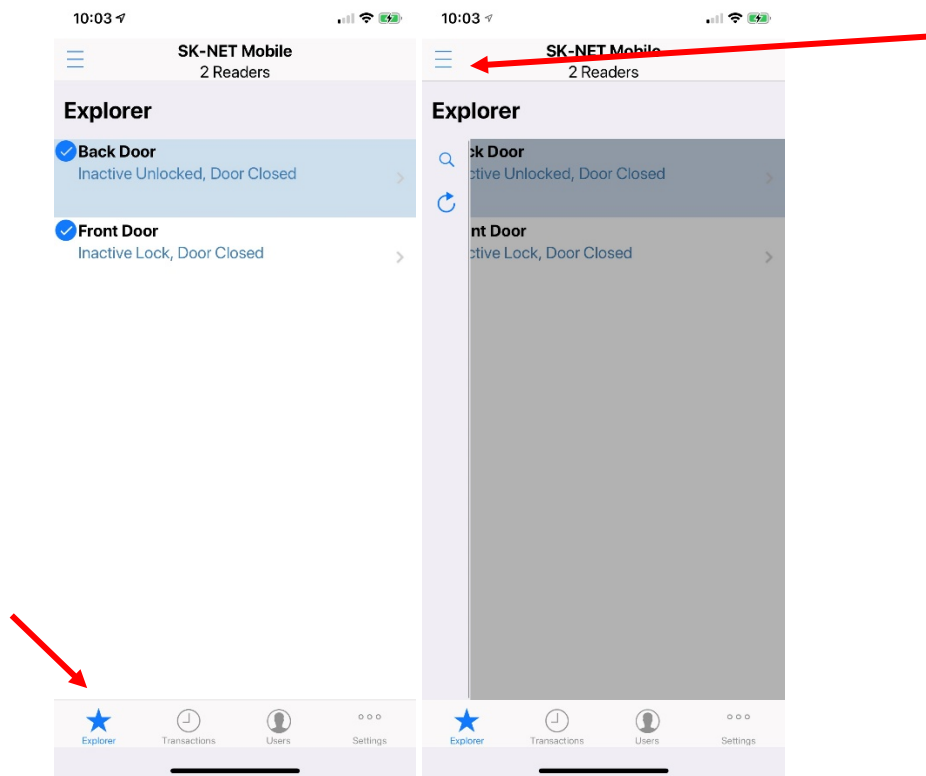 10:03
SK-NET Mobile
2 Readers
Explorer
Back Door
Inactive Unlocked, Door Closed
Front Door
Inactive Lock, Door Closed
Explorer
Transactions
Users
Settings
10:03
SK-NET Mobile
2 Readers
Explorer
ck Door
ctive Unlocked, Door Closed
nt Door
ctive Lock, Door Closed
Explorer
Transactions
Users
Settings